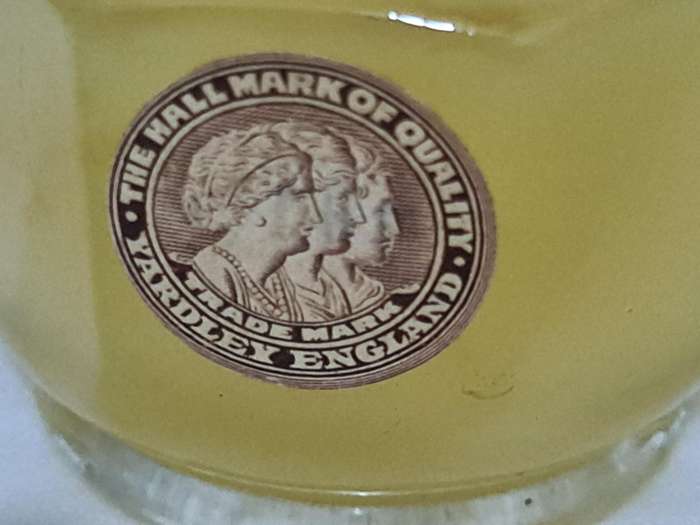 • THE HALL MARK OF QUALITY •
TRADE MARK
YARDLEY ENGLAND